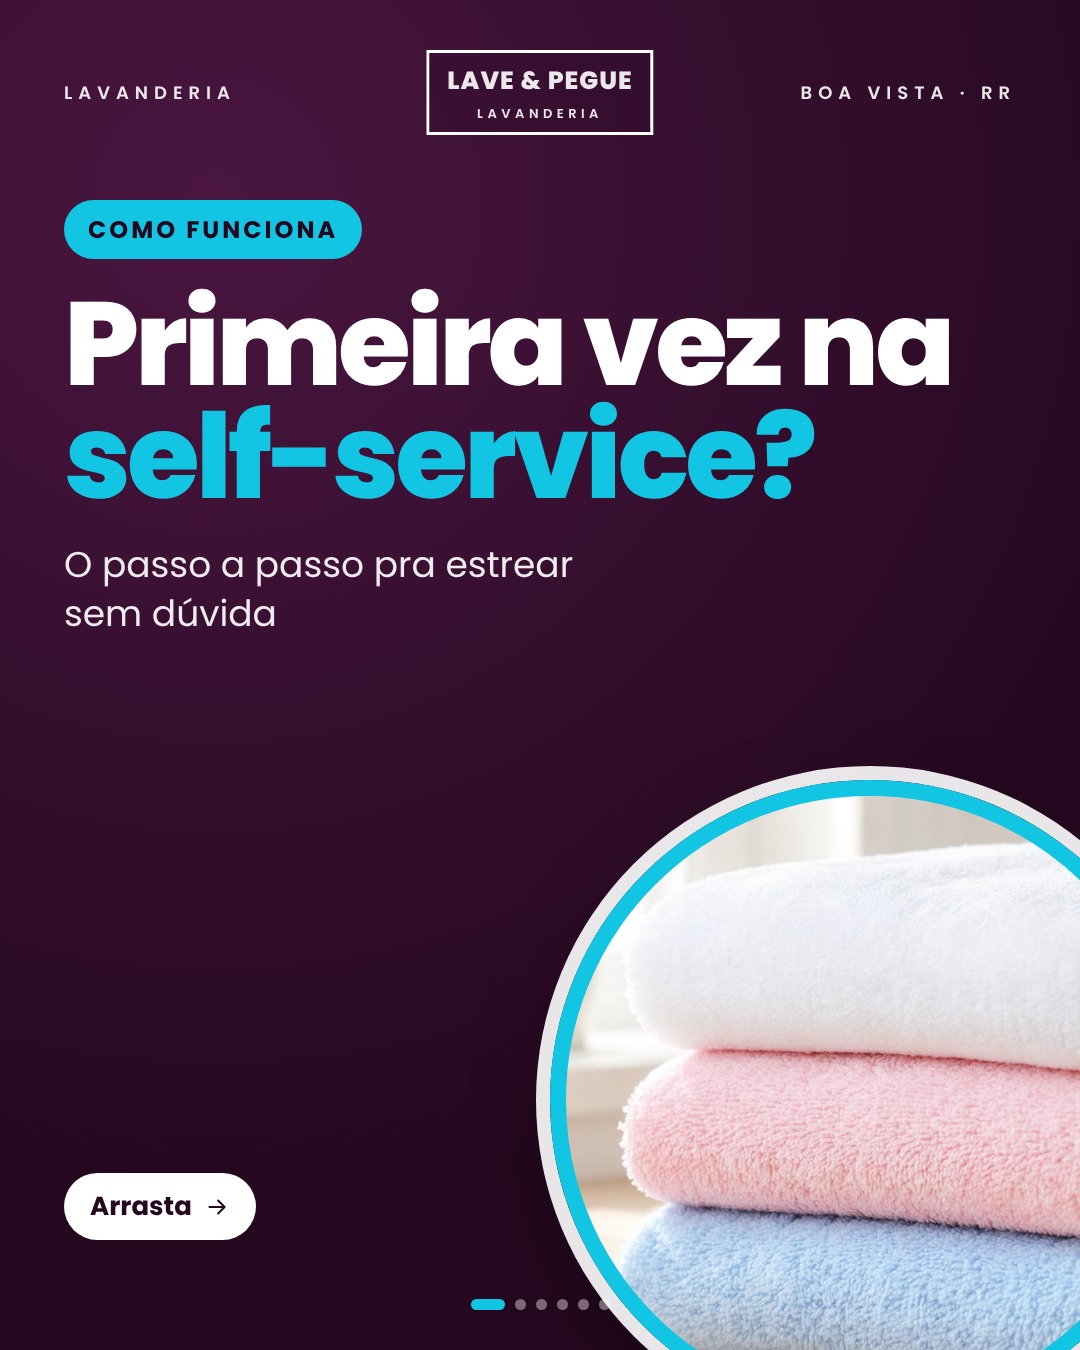 LAVANDERIA
LAVE & PEGUE
LAVANDERIA
BOA VISTA · RR
COMO FUNCIONA
Primeira vez na
self-service?
O passo a passo pra estrear
sem dúvida
Arrasta →